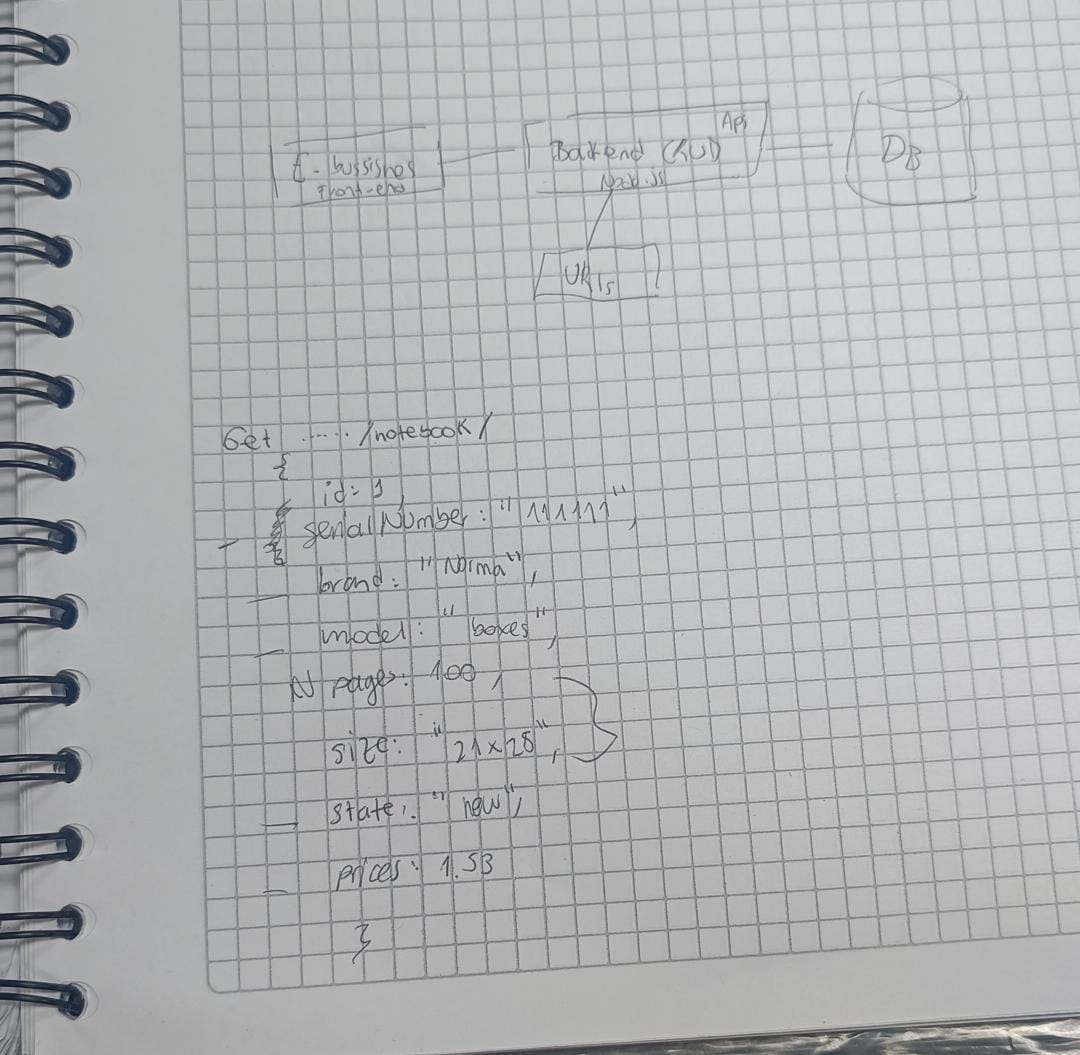 Api
E-bussisnes
Front-end
Backend CRUD
Node.js
DB
URLs
Get ...... /notebook/
{
id= 1,
serialNumber: "111111",
brand: "Norma",
model: "boxes",
N pages: 100,
size: "21x28",
state: "new",
prices: 1.53
}